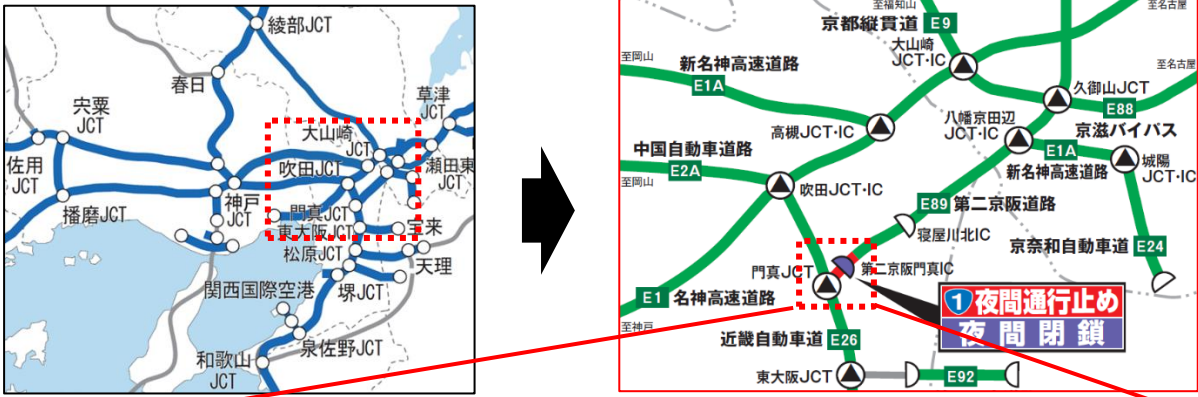 綾部JCT
春日
宍粟
JCT
草津
JCT
大山崎
JCT
佐用
JCT
吹田JCT
瀬田東
JCT
播磨JCT
神戸
JCT
門真JCT
東大阪JCT
宝来
松原JCT
天理
関西国際空港
堺JCT
泉佐野JCT
和歌山
JCT
至福知山
至名古屋
京都縦貫道
E9
大山崎
JCT・IC
至岡山
新名神高速道路
E1A
至名古屋
久御山JCT
E88
高槻JCT・IC
八幡京田辺
JCT・IC
京滋バイパス
中国自動車道路
E2A
E1A
城陽
JCT・IC
至岡山
新名神高速道路
吹田JCT・IC
E89
第二京阪道路
寝屋川北IC
京奈和自動車道
E24
門真JCT
第二京阪門真IC
E1
名神高速道路
1
夜間通行止め
夜間閉鎖
至神戸
近畿自動車道
E26
東大阪JCT
E92